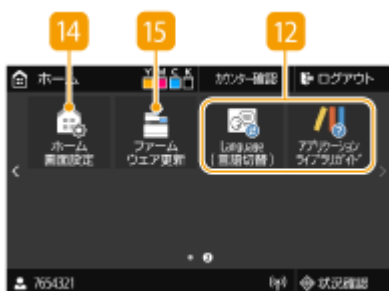 14
15
12
ホーム
Y M C K
カウンター確認
ログアウト
ホーム
画面設定
ファーム
ウェア更新
Language
(言語切替)
アプリケーション
ライブラリガイド
7654321
状況確認